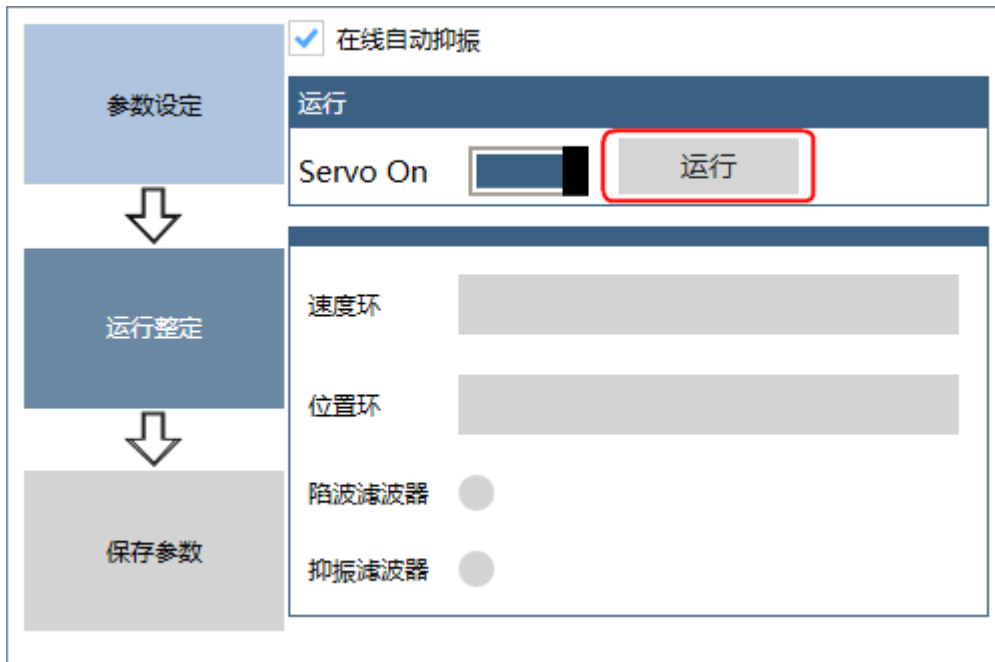 参数设定
运行整定
保存参数
在线自动抑振
运行
Servo On
运行
速度环
位置环
陷波滤波器
抑振滤波器